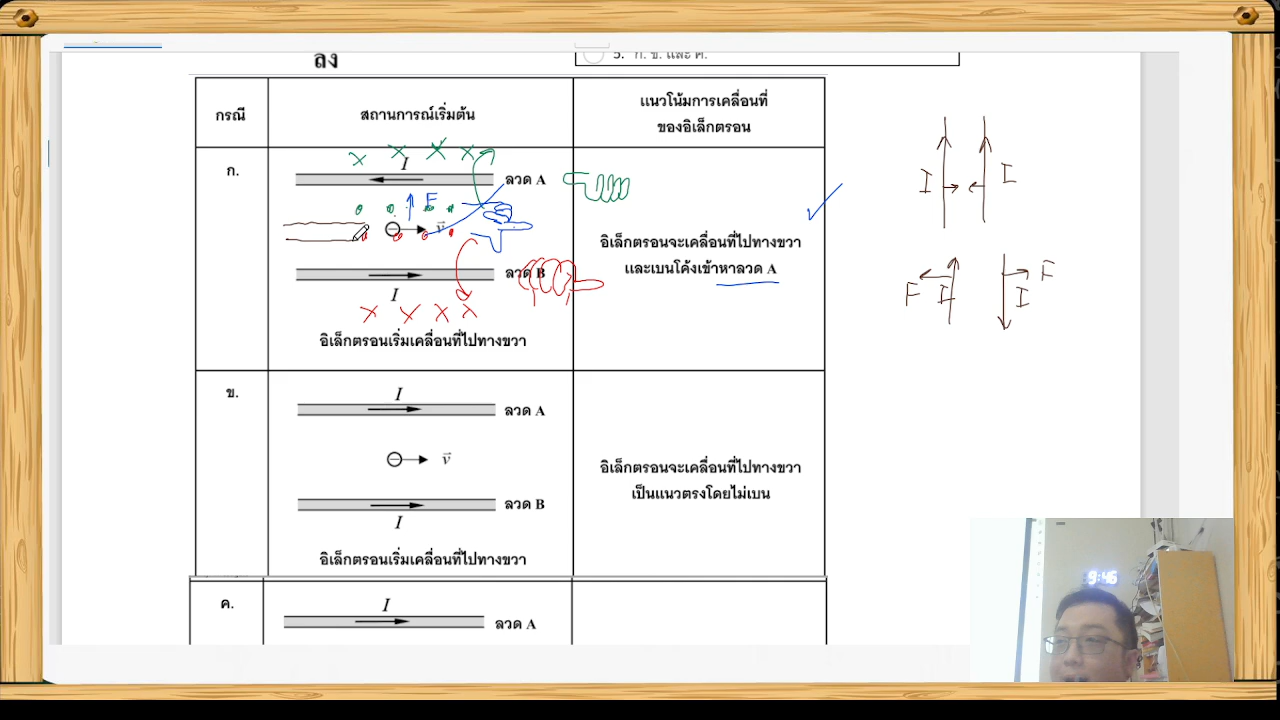 ลง
5. ก. ข. และ ค.
กรณี
สถานการณ์เริ่มต้น
แนวโน้มการเคลื่อนที่
ของอิเล็กตรอน
ก.
I
ลวด A
F
v
ลวด B
I
อิเล็กตรอนเริ่มเคลื่อนที่ไปทางขวา
อิเล็กตรอนจะเคลื่อนที่ไปทางขวา
และเบนโค้งเข้าหาลวด A
ข.
I
ลวด A
v
ลวด B
I
อิเล็กตรอนเริ่มเคลื่อนที่ไปทางขวา
อิเล็กตรอนจะเคลื่อนที่ไปทางขวา
เป็นแนวตรงโดยไม่เบน
ค.
I
ลวด A
I I
F I I F
9:46